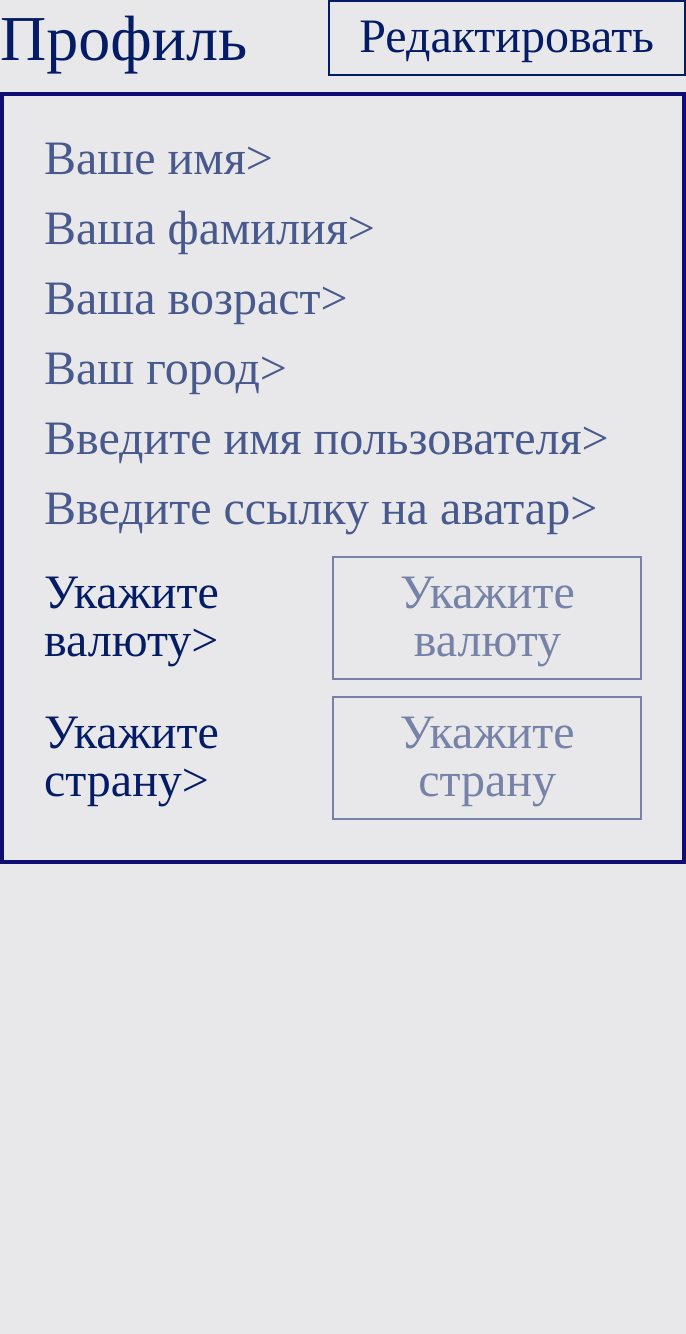 Профиль
Редактировать
Ваше имя>
Ваша фамилия>
Ваша возраст>
Ваш город>
Введите имя пользователя>
Введите ссылку на аватар>
Укажите
валюту>
Укажите
валюту
Укажите
страну>
Укажите
страну